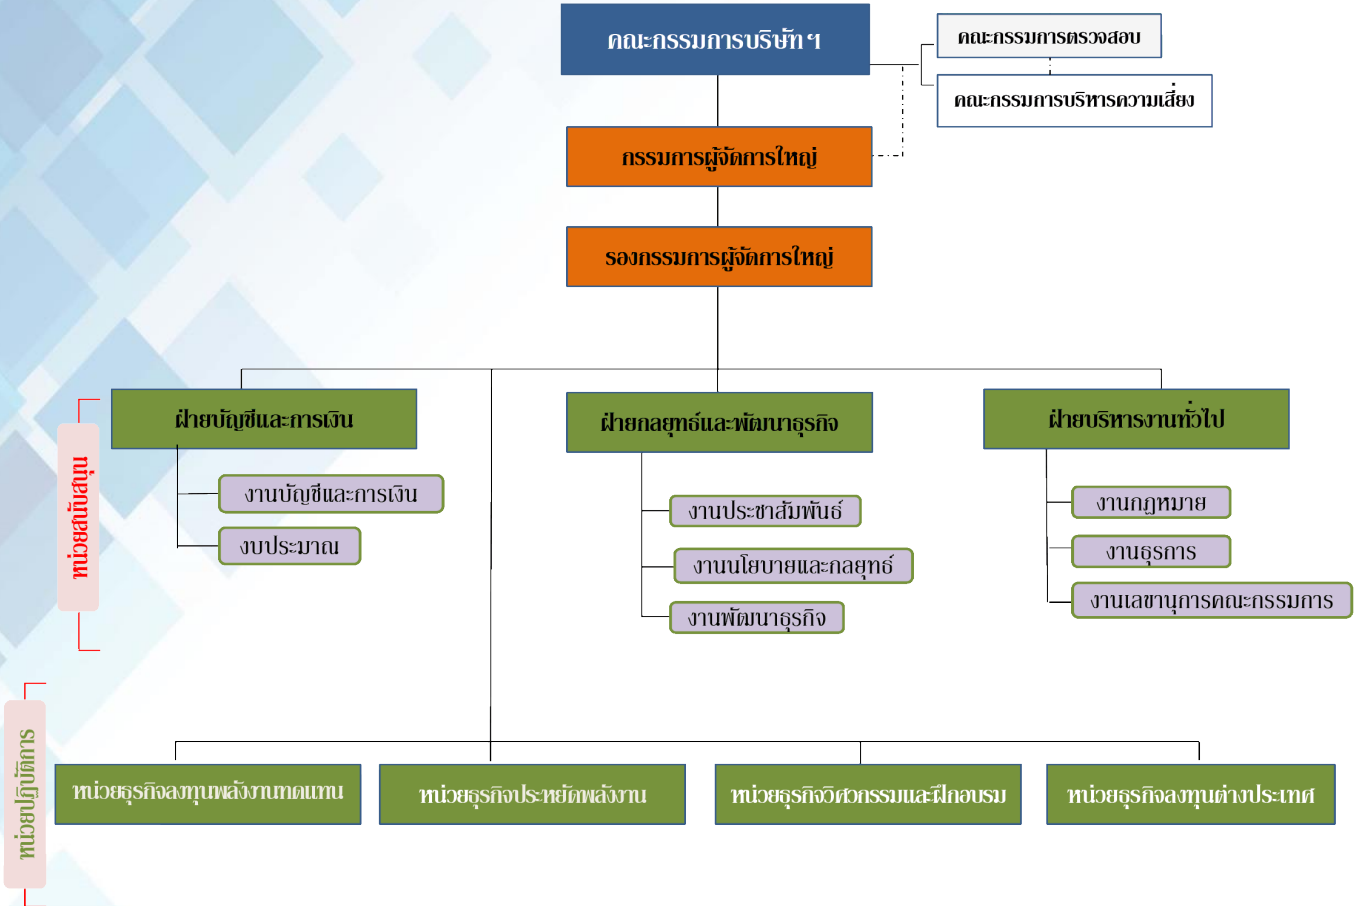 คณะกรรมการบริษัทฯ
คณะกรรมการตรวจสอบ
คณะกรรมการบริหารความเสี่ยง
กรรมการผู้จัดการใหญ่
รองกรรมการผู้จัดการใหญ่
หน่วยสนับสนุน
ฝ่ายบัญชีและการเงิน
งานบัญชีและการเงิน
งบประมาณ
ฝ่ายกลยุทธ์และพัฒนาธุรกิจ
งานประชาสัมพันธ์
งานนโยบายและกลยุทธ์
งานพัฒนาธุรกิจ
ฝ่ายบริหารงานทั่วไป
งานกฎหมาย
งานธุรการ
งานเลขานุการคณะกรรมการ
หน่วยปฏิบัติการ
หน่วยธุรกิจลงทุนพลังงานทดแทน
หน่วยธุรกิจประหยัดพลังงาน
หน่วยธุรกิจวิศวกรรมและฝึกอบรม
หน่วยธุรกิจลงทุนต่างประเทศ